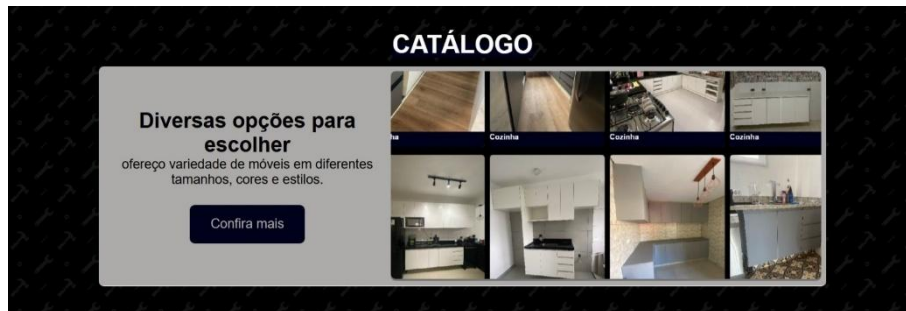 CATÁLOGO
Diversas opções para
escolher
ofereço variedade de móveis em diferentes
tamanhos, cores e estilos.
Confira mais
ha
Cozinha
Cozinha
Cozinha